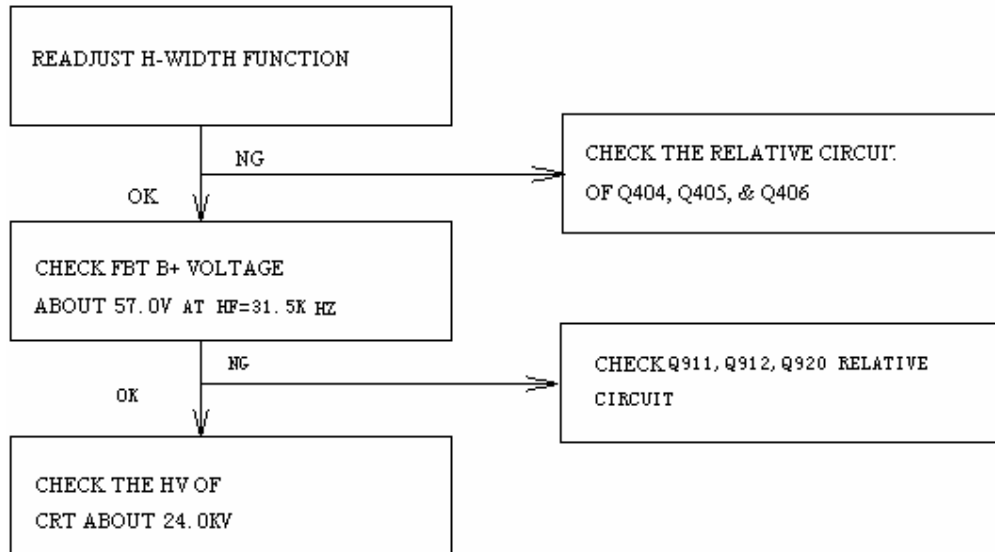 READJUST H-WIDTH FUNCTION
NG
OK
CHECK THE RELATIVE CIRCUIT.
OF Q404, Q405, & Q406
CHECK FBT B+ VOLTAGE
ABOUT 57.0V AT HF=31.5K HZ
NG
OK
CHECK Q911, Q912, Q920 RELATIVE
CIRCUIT
CHECK THE HV OF
CRT ABOUT 24.0KV